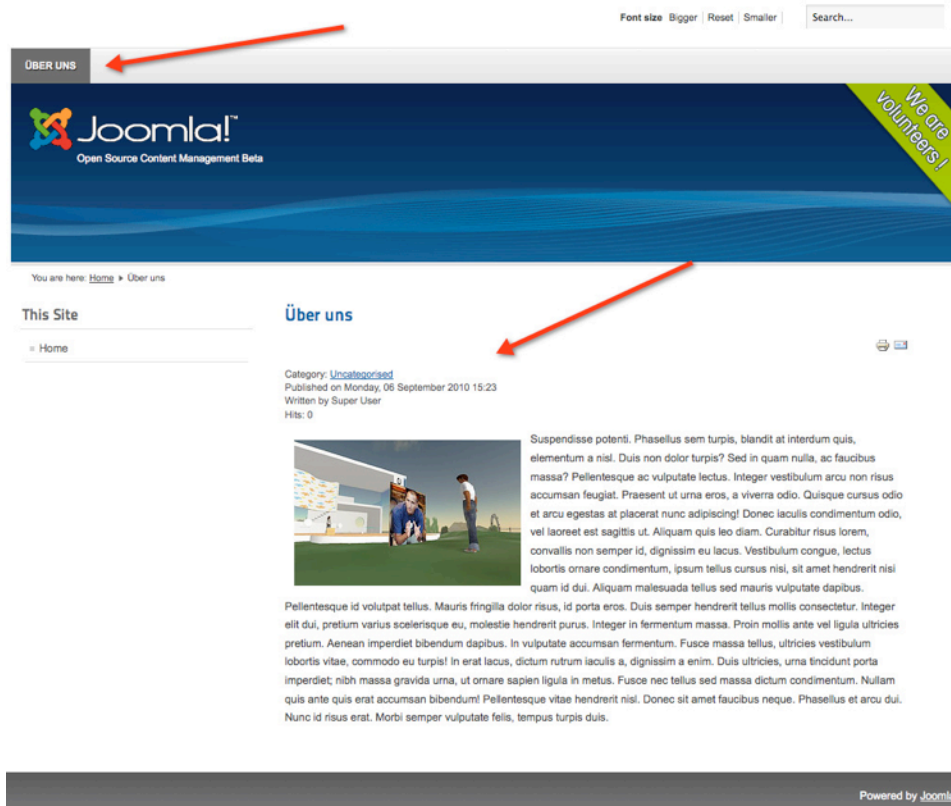 Font size Bigger Reset Smaller Search...
ÜBER UNS
Joomla!™
Open Source Content Management Beta
We are
volunteers!
You are here: Home ▸ Über uns
This Site
Home
Über uns
Category: Uncategorised
Published on Monday, 06 September 2010 15:23
Written by Super User
Hits: 0
Suspendisse potenti. Phasellus sem turpis, blandit at interdum quis,
elementum a nisl. Duis non dolor turpis? Sed in quam nulla, ac faucibus
massa? Pellentesque ac vulputate lectus. Integer vestibulum arcu non risus
accumsan feugiat. Praesent ut urna eros, a viverra odio. Quisque cursus odio
et arcu egestas at placerat nunc adipiscing! Donec iaculis condimentum odio,
vel laoreet est sagittis ut. Aliquam quis leo diam. Curabitur risus lorem,
convallis non semper id, dignissim eu lacus. Vestibulum congue, lectus
lobortis ornare condimentum, ipsum tellus cursus nisi, sit amet hendrerit nisi
quam id dui. Aliquam malesuada tellus sed mauris vulputate dapibus.
Pellentesque id volutpat tellus. Mauris fringilla dolor risus, id porta eros. Duis semper hendrerit tellus mollis consectetur. Integer
elit dui, pretium varius scelerisque eu, molestie hendrerit purus. Integer in fermentum massa. Proin mollis ante vel ligula ultricies
pretium. Aenean imperdiet bibendum dapibus. In vulputate accumsan fermentum. Fusce massa tellus, ultricies vestibulum
lobortis vitae, commodo eu turpis! In erat lacus, dictum rutrum iaculis a, dignissim a enim. Duis ultricies, urna tincidunt porta
imperdiet; nibh massa gravida urna, ut ornare sapien ligula in metus. Fusce nec tellus sed massa dictum condimentum. Nullam
quis ante quis erat accumsan bibendum! Pellentesque vitae hendrerit nisl. Donec sit amet faucibus neque. Phasellus et arcu dui.
Nunc id risus erat. Morbi semper vulputate felis, tempus turpis duis.
Powered by Joomla